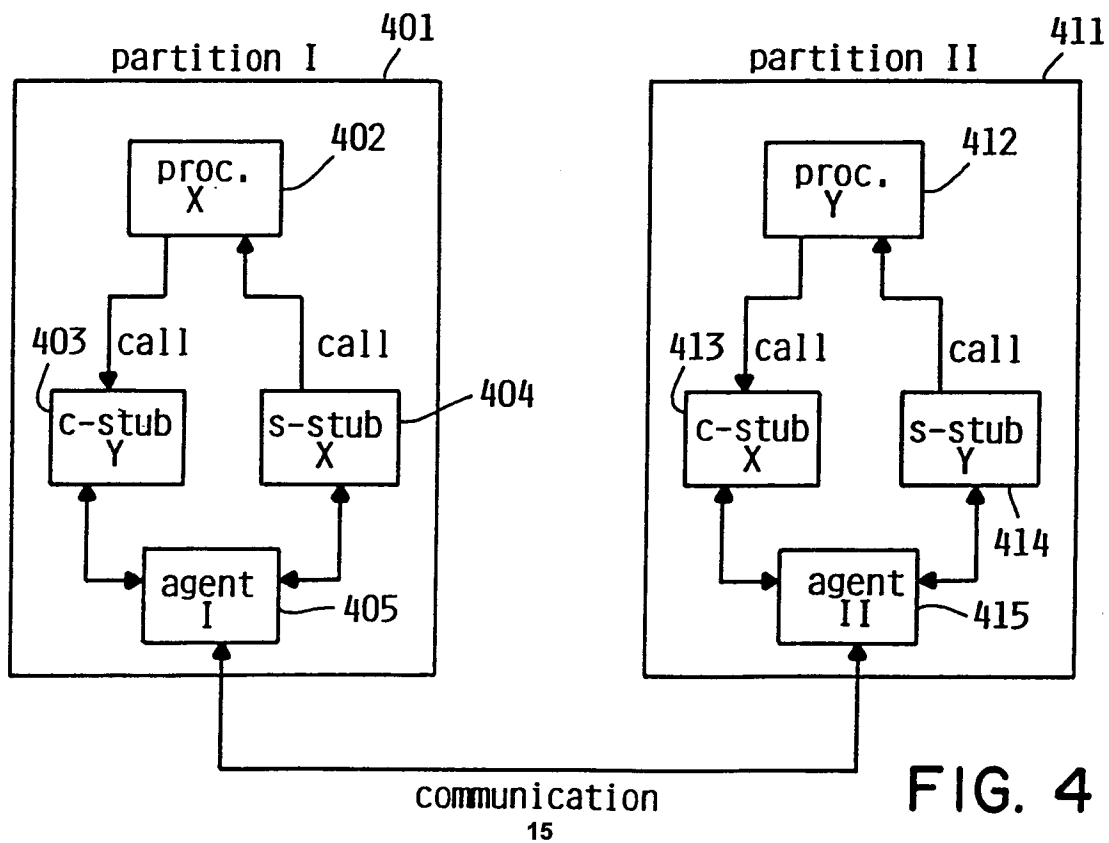 401
partition I
402
proc.
X
403
call
call
404
c-stub
Y
s-stub
X
agent
I
405
411
partition II
412
proc.
Y
413
call
call
c-stub
X
s-stub
Y
414
agent
II
415
communication
15
FIG. 4